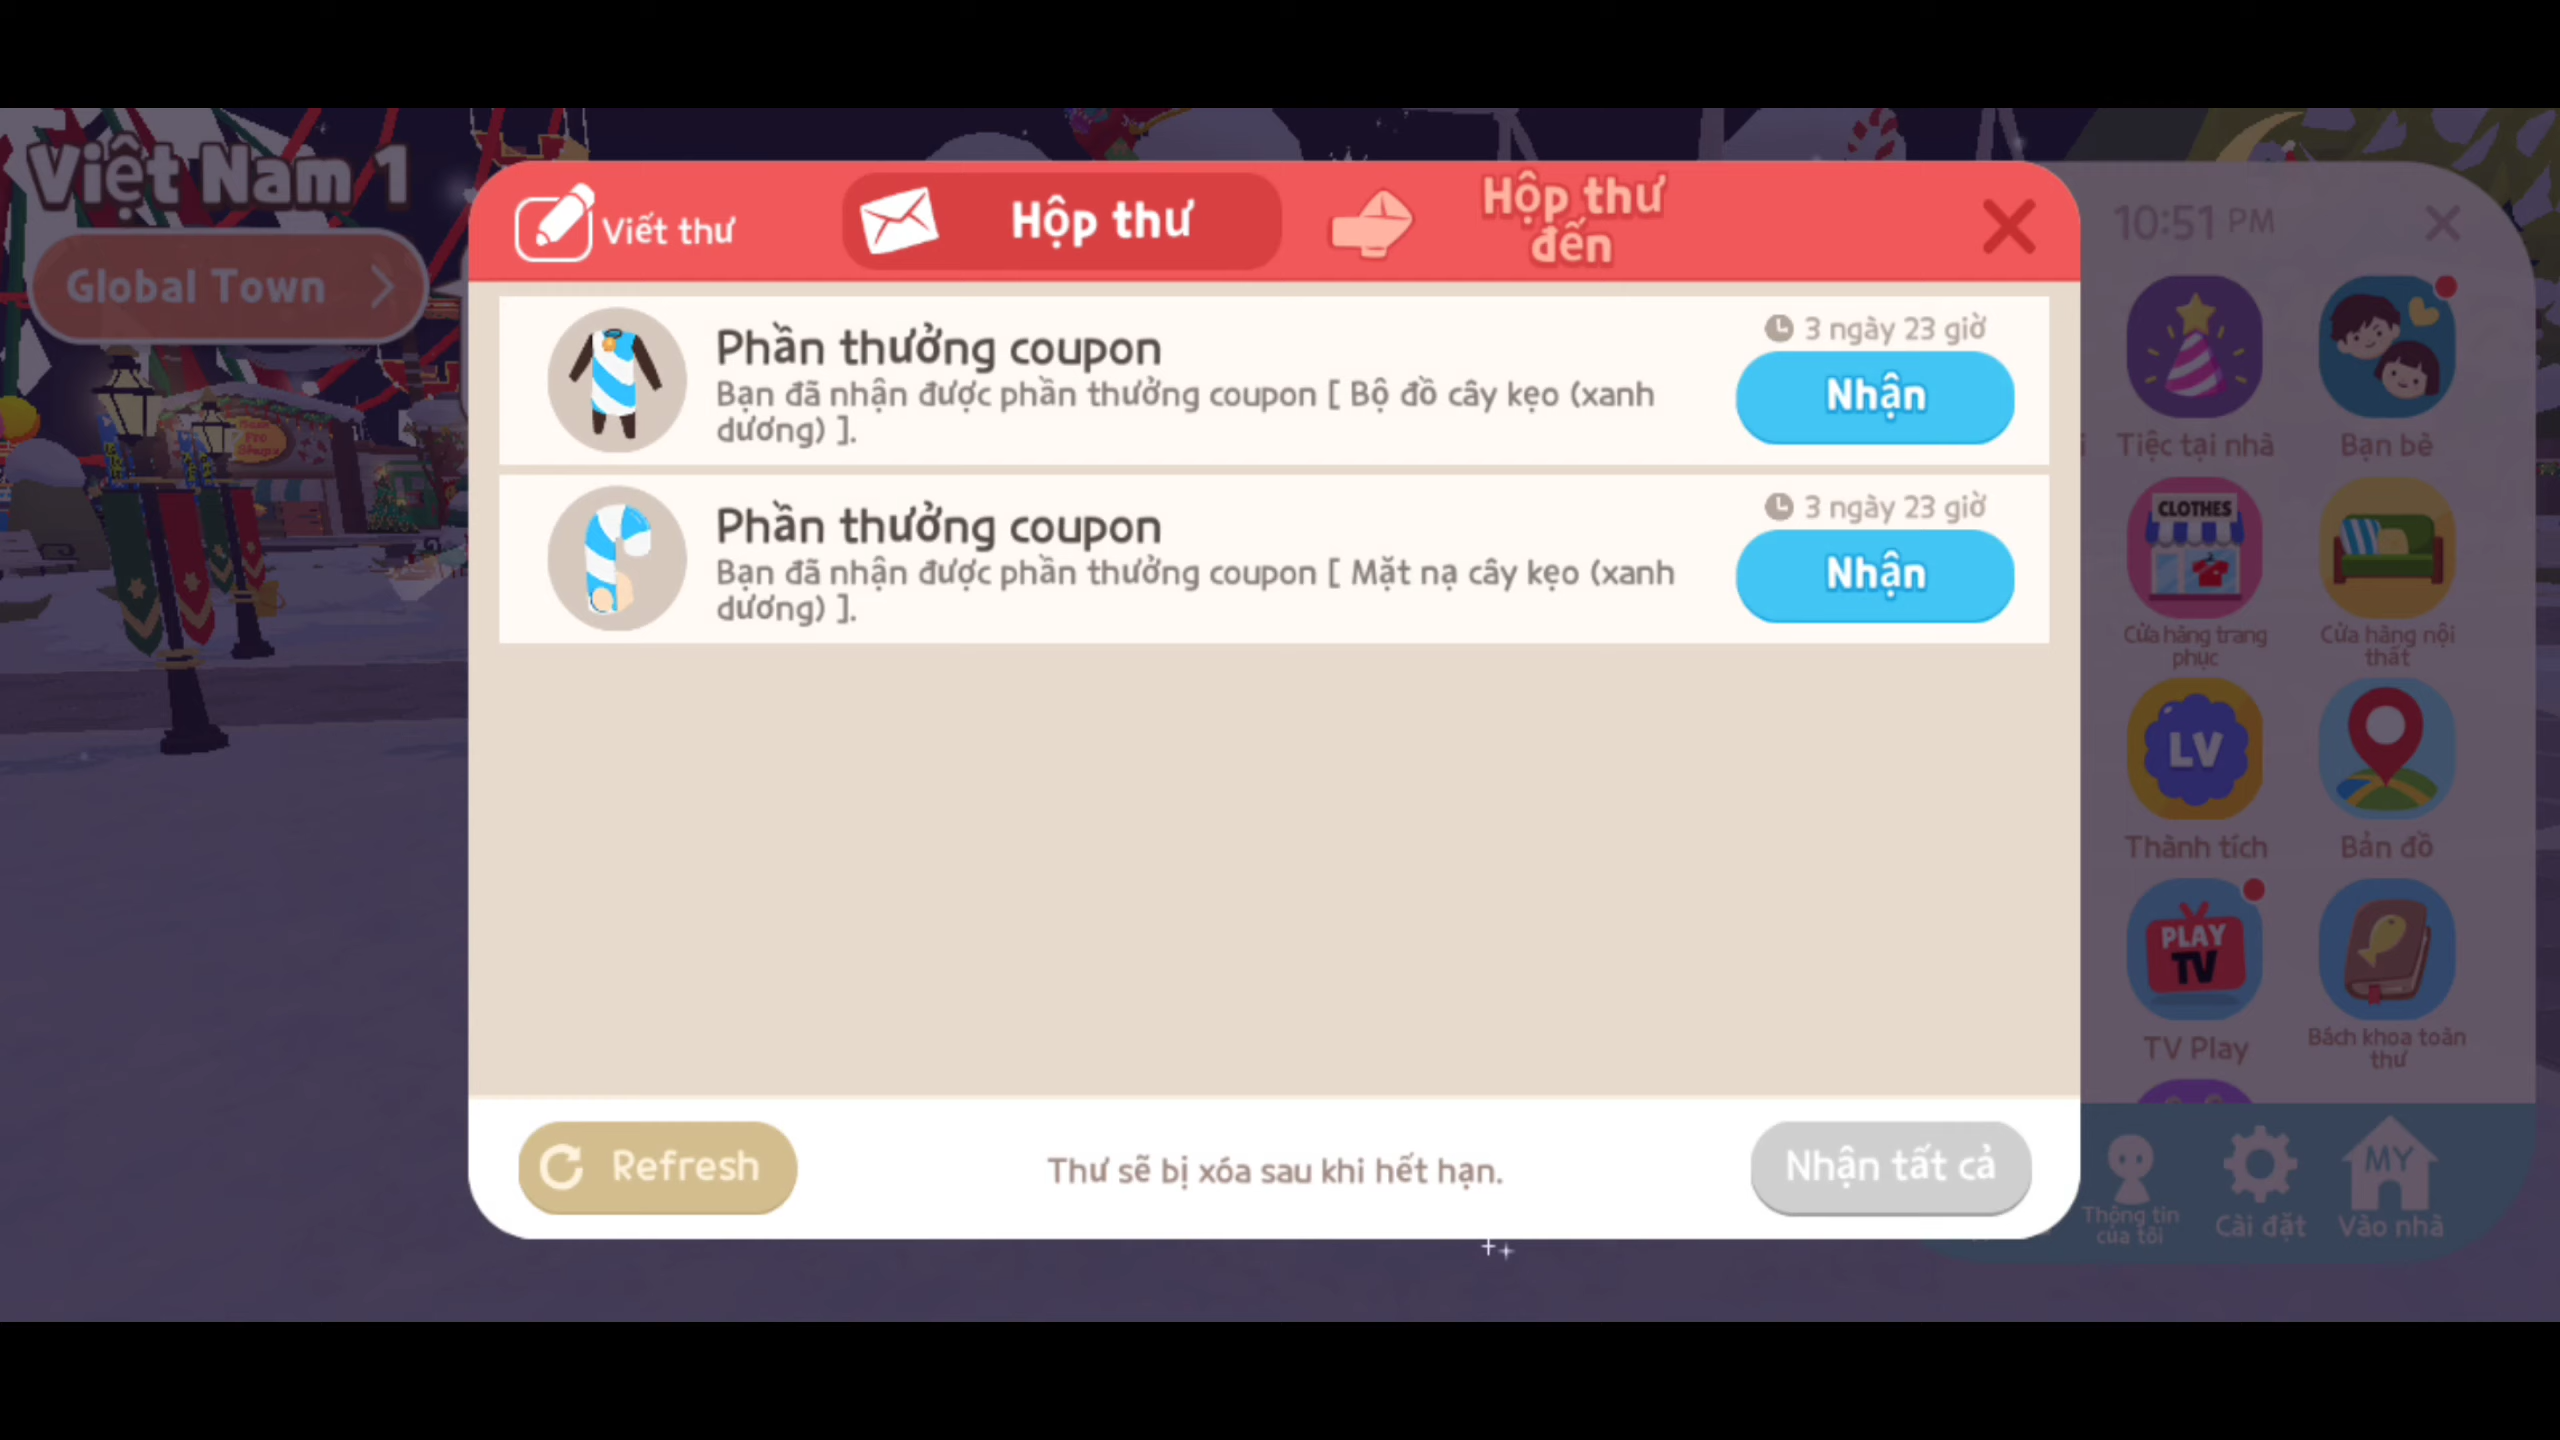 Việt Nam 1
Global Town
Viết thư
Hộp thư
Hộp thư
đến
10:51 PM
Phần thưởng coupon
Bạn đã nhận được phần thưởng coupon [ Bộ đồ cây kẹo (xanh
dương) ].
3 ngày 23 giờ
Nhận
Phần thưởng coupon
Bạn đã nhận được phần thưởng coupon [ Mặt nạ cây kẹo (xanh
dương) ].
3 ngày 23 giờ
Nhận
Tiệc tại nhà
Bạn bè
CLOTHES
Cửa hàng trang
phục
Cửa hàng nội
thất
LV
Thành tích
Bản đồ
PLAY
TV
TV Play
Bách khoa toàn
thư
Refresh
Thư sẽ bị xóa sau khi hết hạn.
Nhận tất cả
Thông tin
của tôi
Cài đặt
MY
Vào nhà